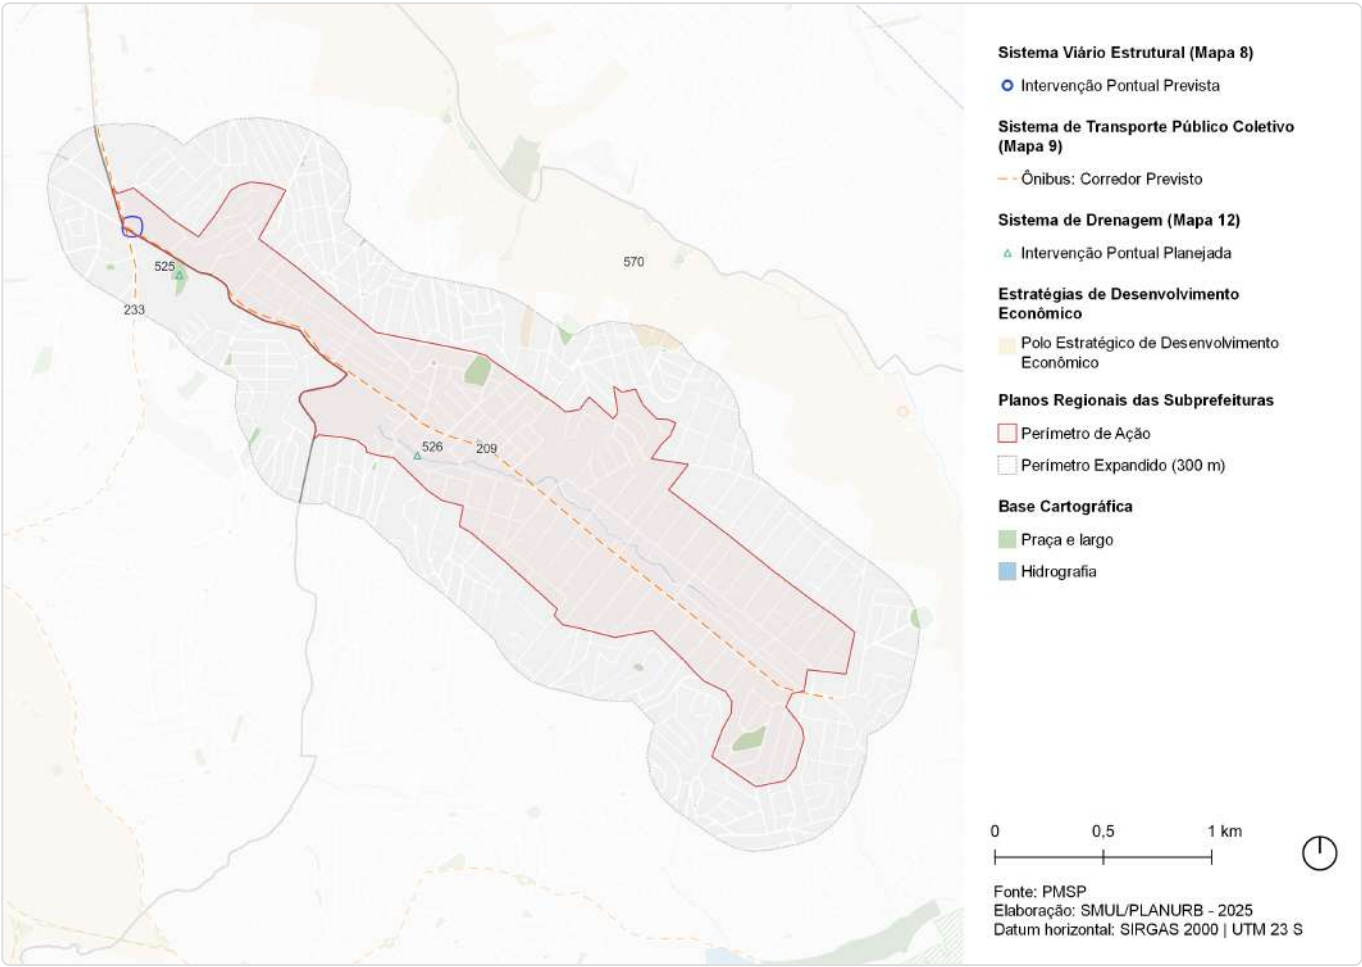 525
233
570
526
209
Sistema Viário Estrutural (Mapa 8)
Intervenção Pontual Prevista
Sistema de Transporte Público Coletivo
(Mapa 9)
Ônibus: Corredor Previsto
Sistema de Drenagem (Mapa 12)
Intervenção Pontual Planejada
Estratégias de Desenvolvimento
Econômico
Polo Estratégico de Desenvolvimento
Econômico
Planos Regionais das Subprefeituras
Perímetro de Ação
Perímetro Expandido (300 m)
Base Cartográfica
Praça e largo
Hidrografia
0 0,5 1 km
Fonte: PMSP
Elaboração: SMUL/PLANURB - 2025
Datum horizontal: SIRGAS 2000 | UTM 23 S